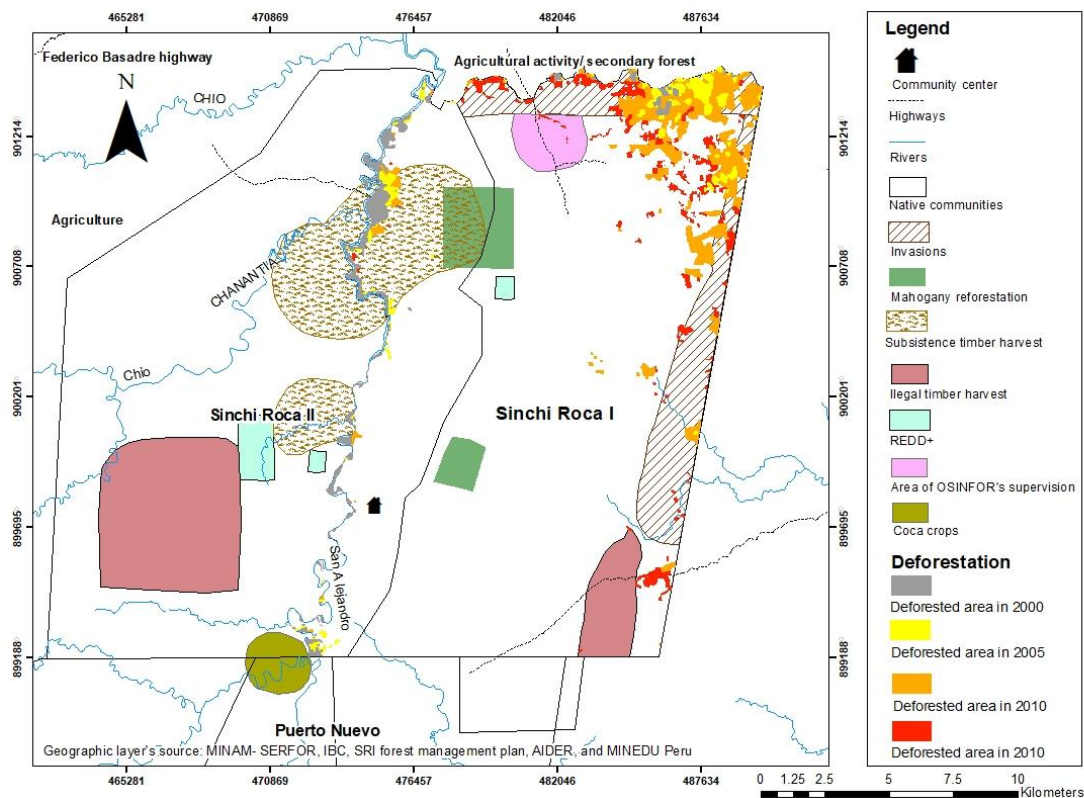 465281 470869 476457 482046 487634
Federico Basadre highway
Agricultural activity/ secondary forest
N
CHIO
901214
901214
Agriculture
CHANANTIA
900708
900708
Chio
900201
900201
Sinchi Roca II
Sinchi Roca I
899695
899695
San Alejandro
899188
899188
Puerto Nuevo
Geographic layer's source: MINAM- SERFOR, IBC, SRI forest management plan, AIDER, and MINEDU Peru
465281 470869 476457 482046 487634
Legend
Community center
Highways
Rivers
Native communities
Invasions
Mahogany reforestation
Subsistence timber harvest
Ilegal timber harvest
REDD+
Area of OSINFOR's supervision
Coca crops
Deforestation
Deforested area in 2000
Deforested area in 2005
Deforested area in 2010
Deforested area in 2010
0 1.25 2.5 5 7.5 10
Kilometers